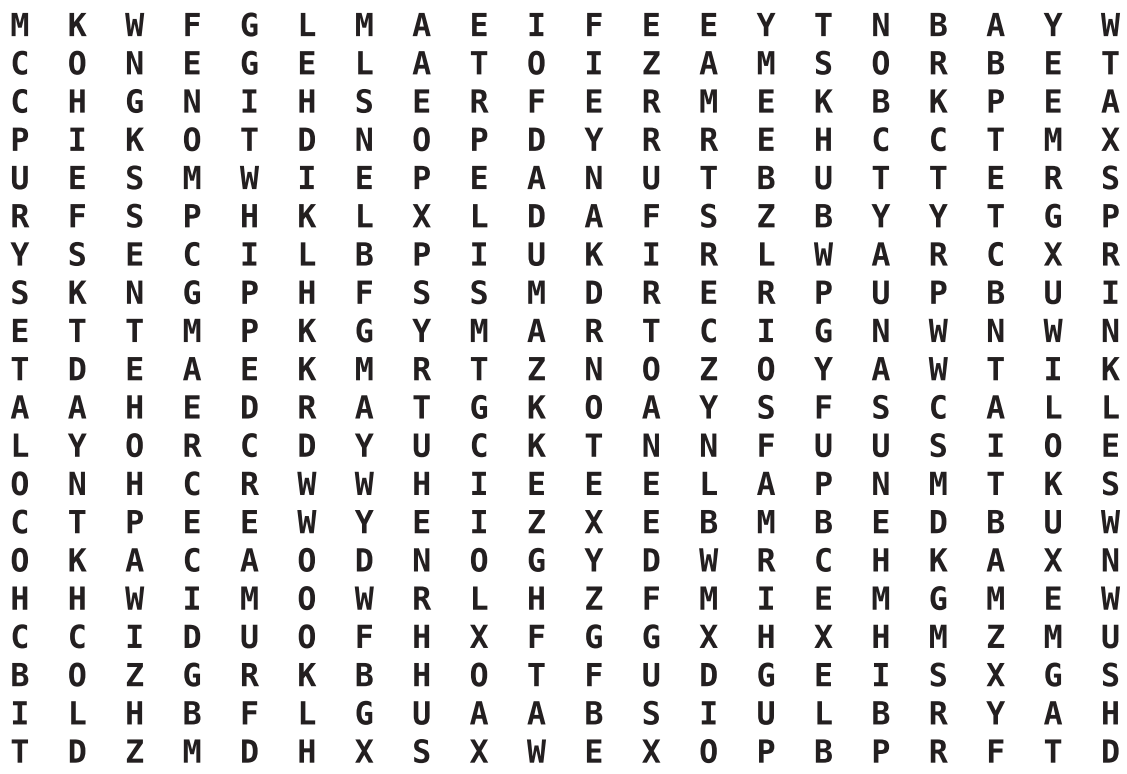 M K W F G L M A E I F E E Y T N B A Y W
C O N E G E L A T O I Z A M S O R B E T
C H G N I H S E R F E R M E K B K P E A
P I K O T D N O P D Y R R E H C C T M X
U E S M W I E P E A N U T B U T T E R S
R F S P H K L X L D A F S Z B Y Y T G P
Y S E C I L B P I U K I R L W A R C X R
S K N G P H F S S M D R E R P U P B U I
E T T M P K G Y M A R T C I G N W N W N
T D E A E K M R T Z N O Z O Y A W T I K
A A H E D R A T G K O A Y S F S C A L L
L Y O R C D Y U C K T N N F U U S I O E
O N H C R W W H I E E E L A P N M T K S
C T P E E W Y E I Z X E B M B E D B U W
O K A C A O D N O G Y D W R C H K A X N
H H W I M O W R L H Z F M I E M G M E W
C C I D U O F H X F G G X H X H M Z M U
B O Z G R K B H O T F U D G E I S X G S
I L H B F L G U A A B S I U L B R Y A H
T D Z M D H X S X W E X O P B P R F T D